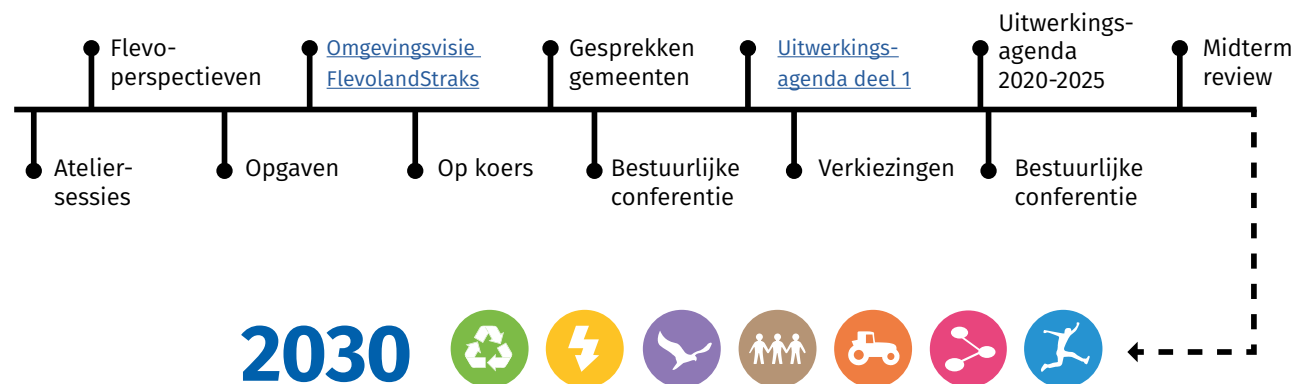 Flevo-
perspectieven
Omgevingsvisie
FlevolandStraks
Gesprekken
gemeenten
Uitwerkings-
agenda deel 1
Uitwerkings-
agenda
2020-2025
Midterm
review
Atelier-
sessies
Opgaven
Op koers
Bestuurlijke
conferentie
Verkiezingen
Bestuurlijke
conferentie
2030